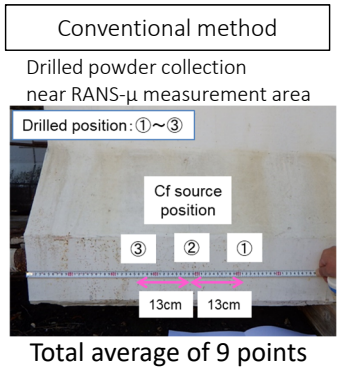 Conventional method
Drilled powder collection
near RANS-μ measurement area
Drilled position:①~③
Cf source
position
③ ② ①
13cm 13cm
Total average of 9 points